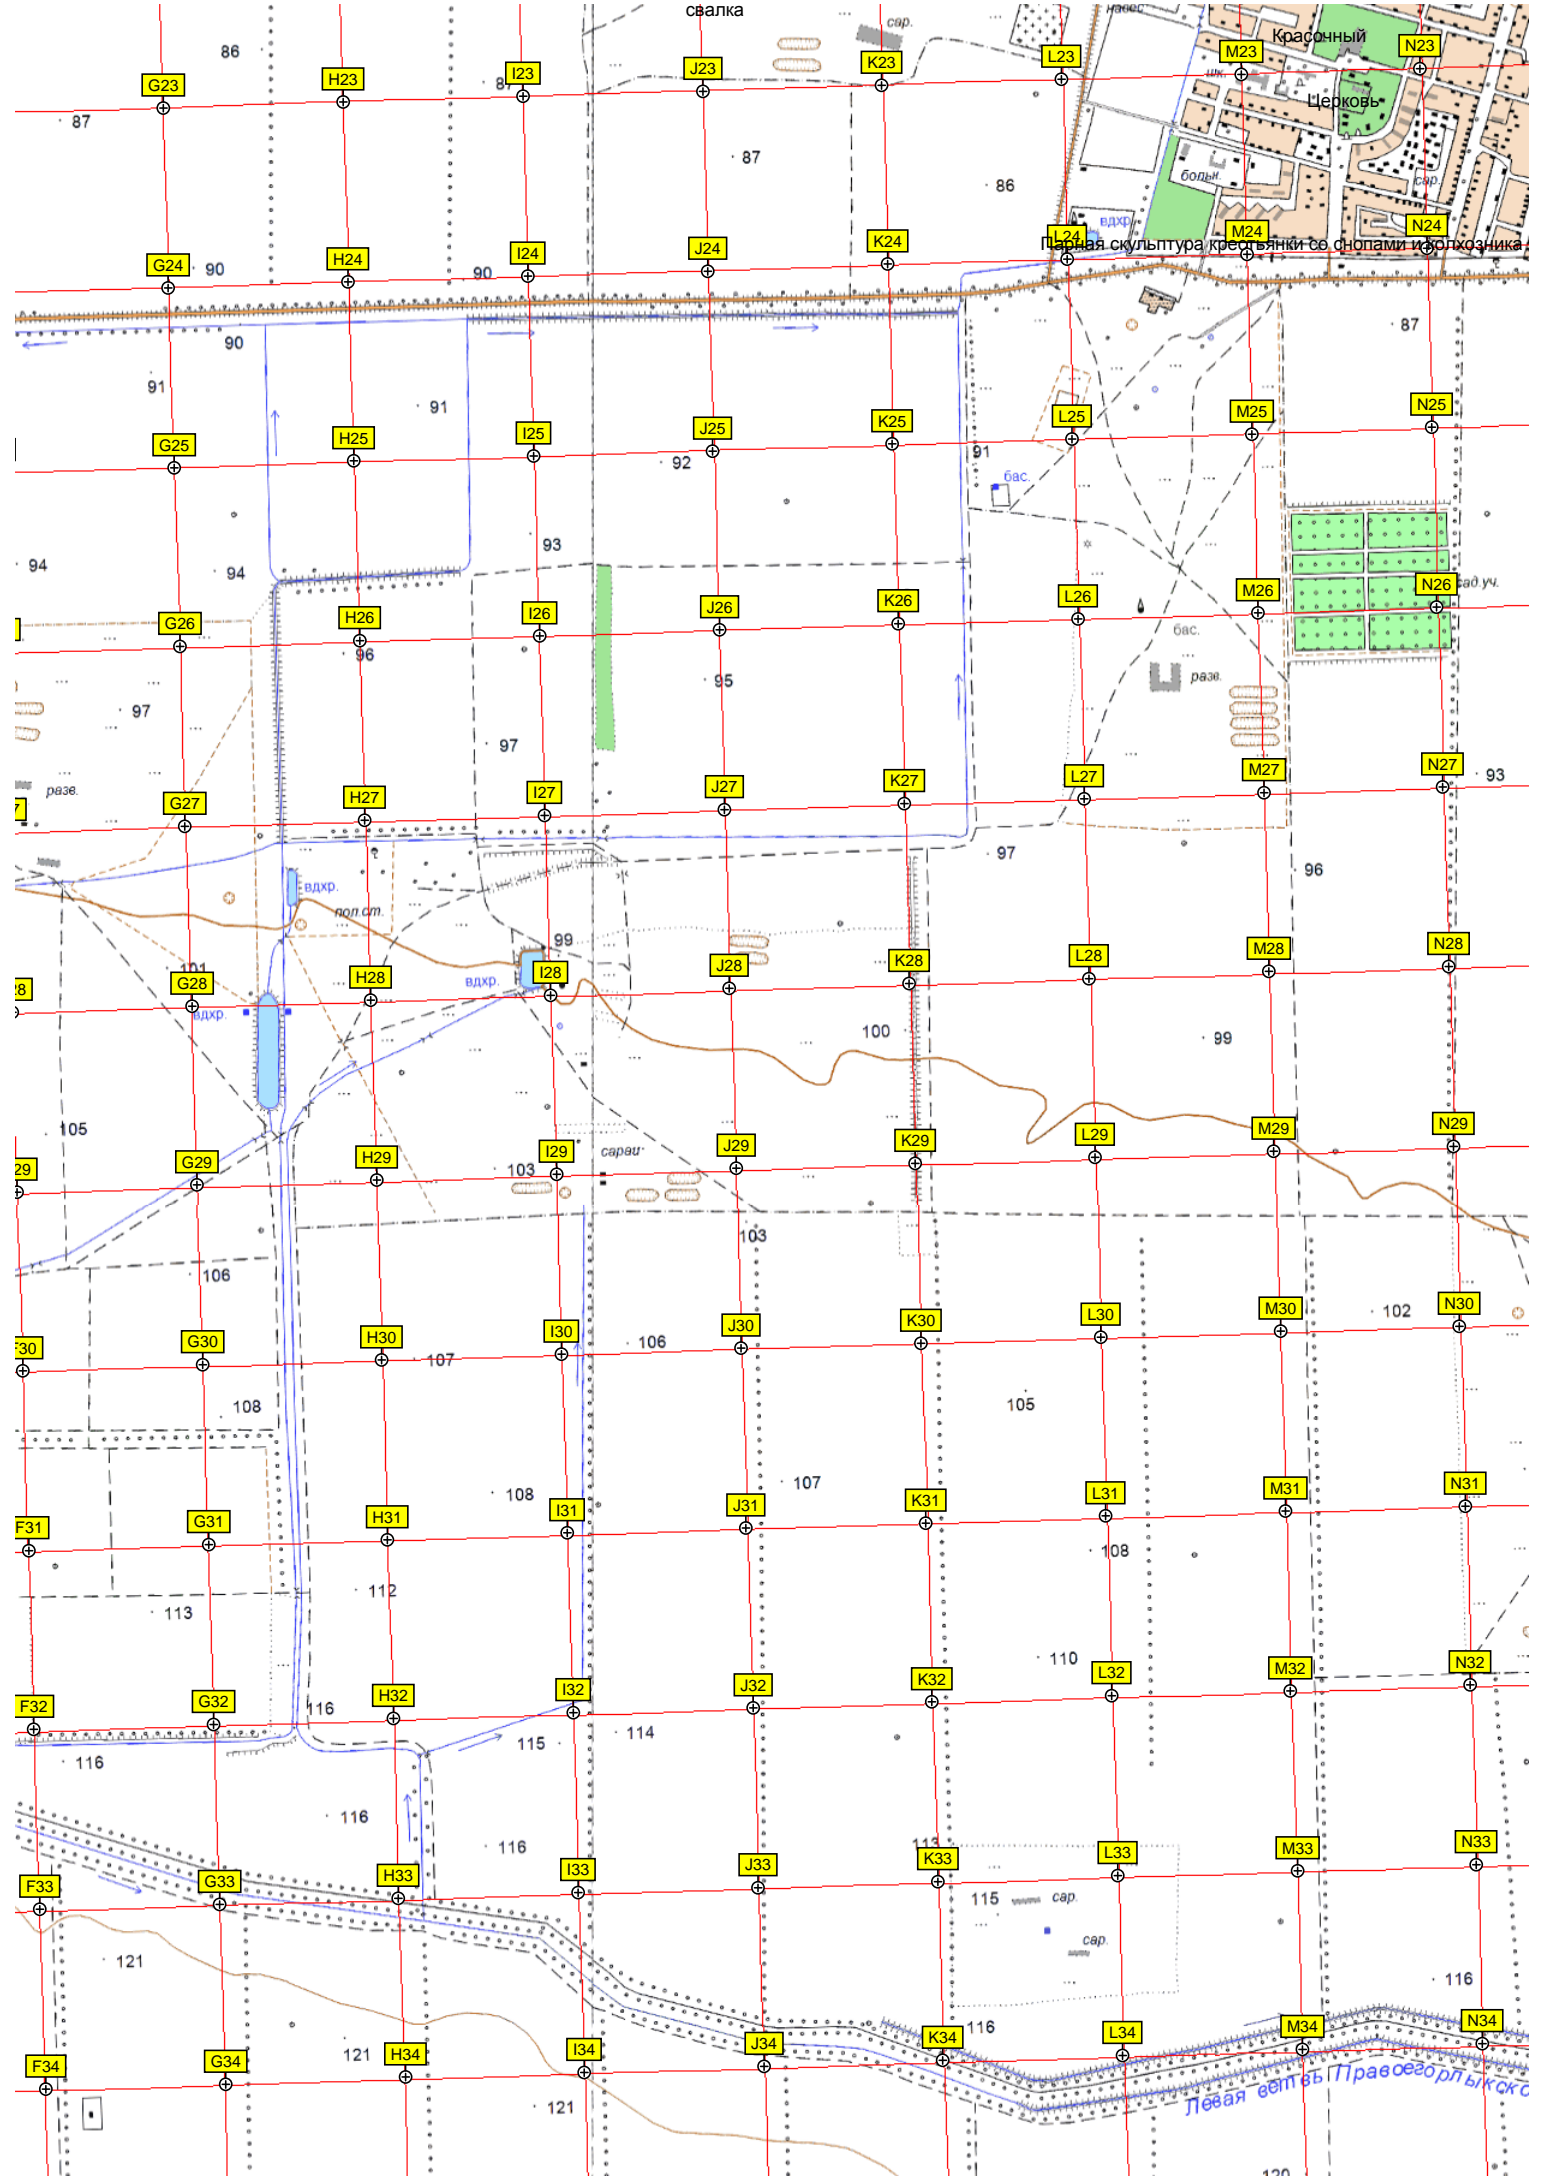 свалка
навес
86 сар. Красочный
G23 H23 I23 J23 K23 L23 M23 N23
87 шк.
Церковь
87
87
86 больн. сар.
вдхр.
G24 H24 I24 J24 K24 L24 M24 N24
Парная скульптура крестьянки со снопами и колхозника
90 90
90 87
91 91
G25 H25 I25 J25 K25 L25 M25 N25
92 91
бас.
93
94 94
G26 H26 I26 J26 K26 L26 M26 N26
сад.уч.
бас.
96
95 разв.
97
97
разв.
G27 H27 I27 J27 K27 L27 M27 N27
93
97
96
вдхр.
пол.ст.
99
101
28 G28 H28 I28 J28 K28 L28 M28 N28
вдхр.
вдхр.
100 99
105
29 G29 H29 I29 J29 K29 L29 M29 N29
103 сараи
103
106
F30 G30 H30 I30 J30 K30 L30 M30 N30
107 106 102
108 105
108 107
F31 G31 H31 I31 J31 K31 L31 M31 N31
108
113 112
110
F32 G32 H32 I32 J32 K32 L32 M32 N32
116
116 115 114
116 116 113
F33 G33 H33 I33 J33 K33 L33 M33 N33
115 сар.
сар.
121 116
121 116
F34 G34 H34 I34 J34 K34 L34 M34 N34
Левая ветвь Правоегорлыкско
121
120